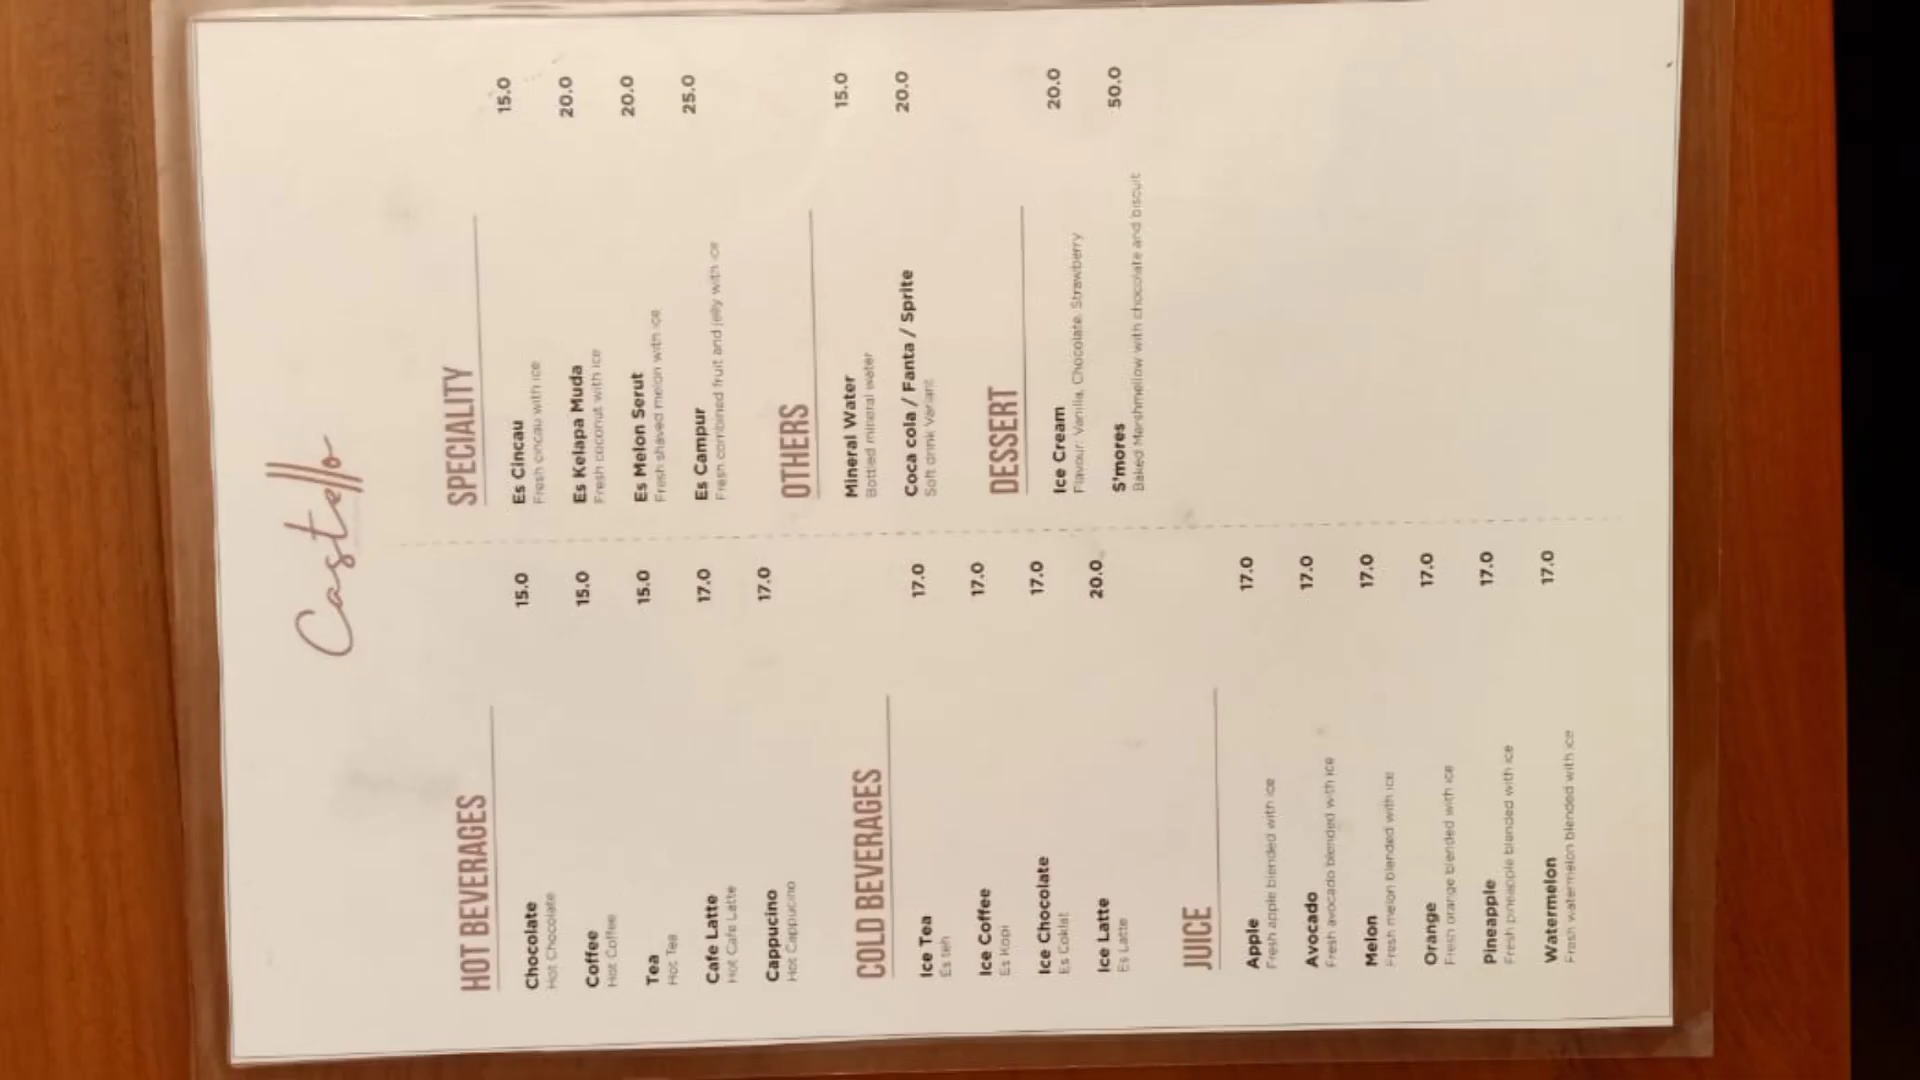 Castello
HOT BEVERAGES
Chocolate 15.0
Hot Chocolate
Coffee 15.0
Hot Coffee
Tea 15.0
Hot Tea
Cafe Latte 17.0
Hot Cafe Latte
Cappucino 17.0
Hot Cappucino
COLD BEVERAGES
Ice Tea 17.0
Es teh
Ice Coffee 17.0
Es Kopi
Ice Chocolate 17.0
Es Coklat
Ice Latte 20.0
Es Latte
JUICE
Apple 17.0
Fresh apple blended with ice
Avocado 17.0
Fresh avocado blended with ice
Melon 17.0
Fresh melon blended with ice
Orange 17.0
Fresh orange blended with ice
Pineapple 17.0
Fresh pineapple blended with ice
Watermelon 17.0
Fresh watermelon blended with ice
SPECIALITY
Es Cincau 15.0
Fresh cincau with ice
Es Kelapa Muda 20.0
Fresh coconut with ice
Es Melon Serut 20.0
Fresh shaved melon with ice
Es Campur 25.0
Fresh combined fruit and jelly with ice
OTHERS
Mineral Water 15.0
Bottled mineral water
Coca cola / Fanta / Sprite 20.0
Soft drink Variant
DESSERT
Ice Cream 20.0
Flavour: Vanilla, Chocolate, Strawberry
S'mores 50.0
Baked Marshmellow with chocolate and biscuit